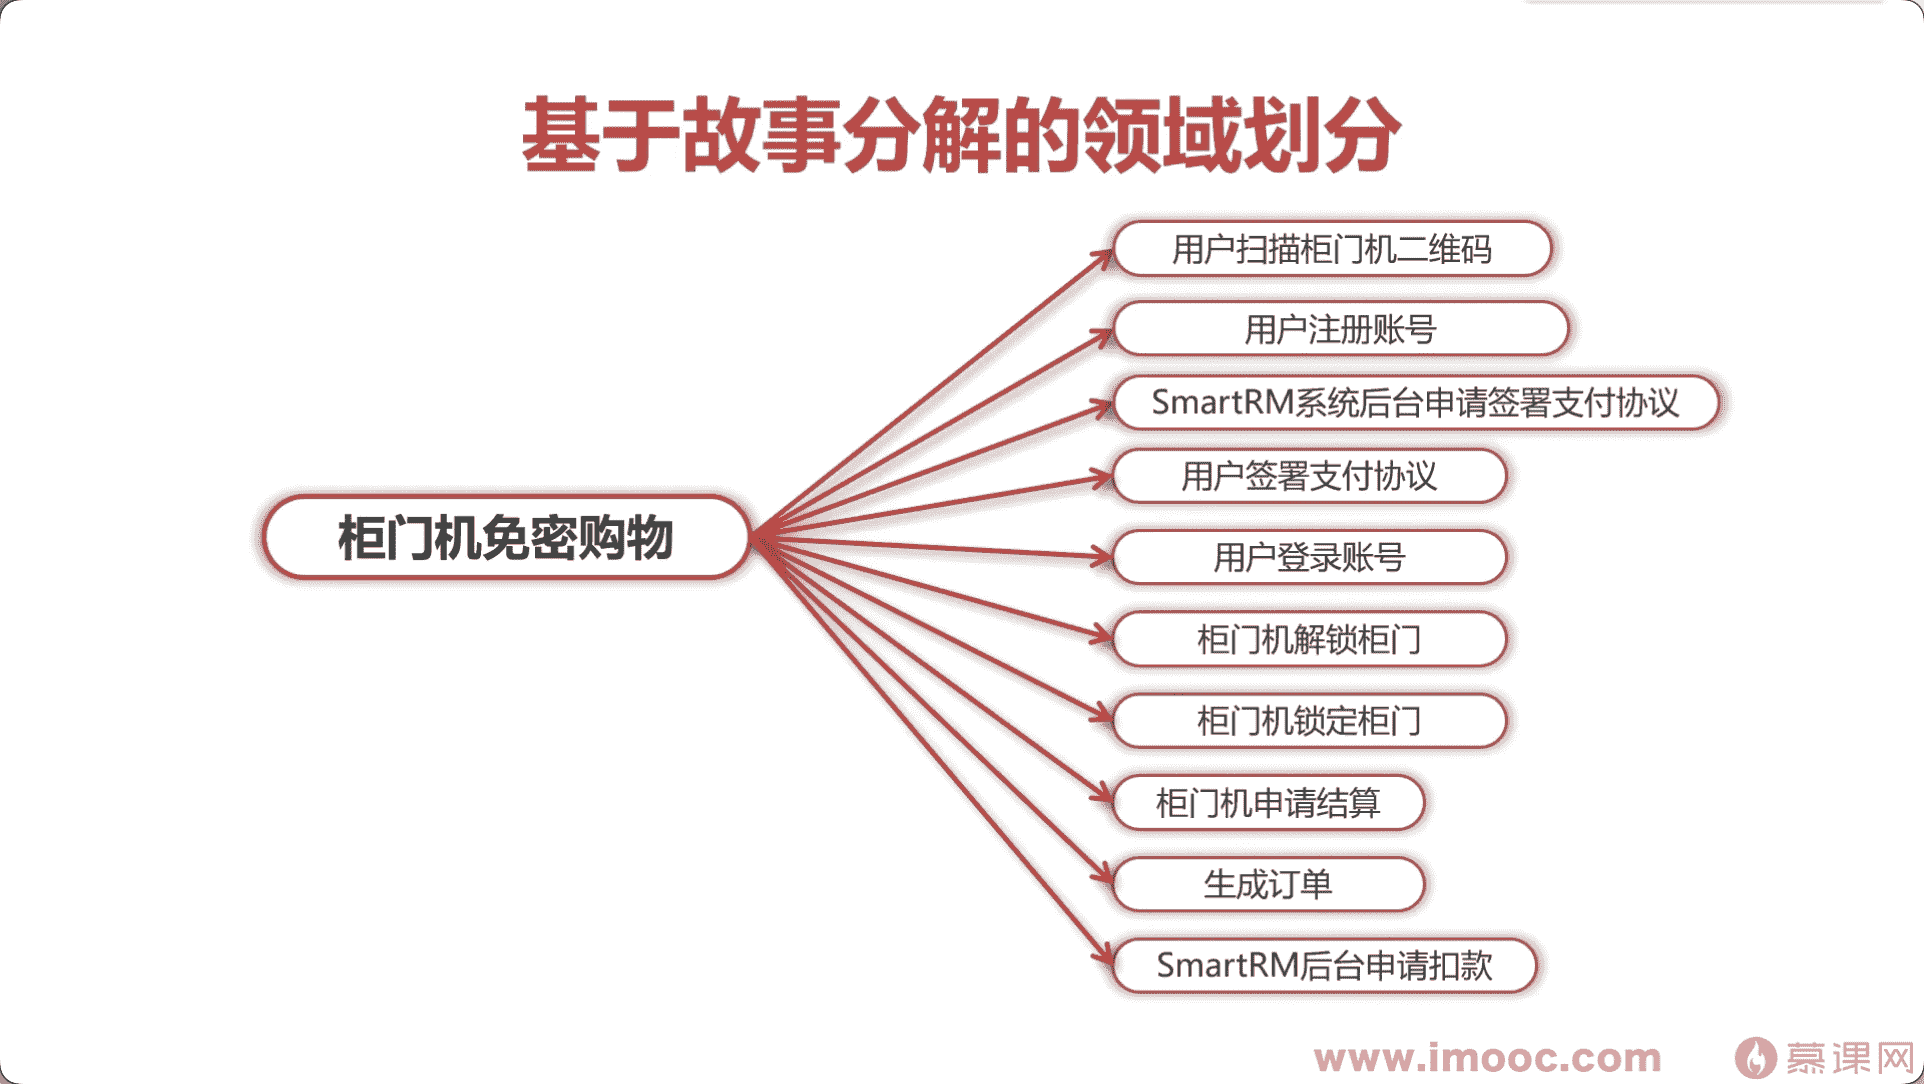 基于故事分解的领域划分
用户扫描柜门机二维码
用户注册账号
SmartRM系统后台申请签署支付协议
用户签署支付协议
柜门机免密购物
用户登录账号
柜门机解锁柜门
柜门机锁定柜门
柜门机申请结算
生成订单
SmartRM后台申请扣款
www.imooc.com
慕课网